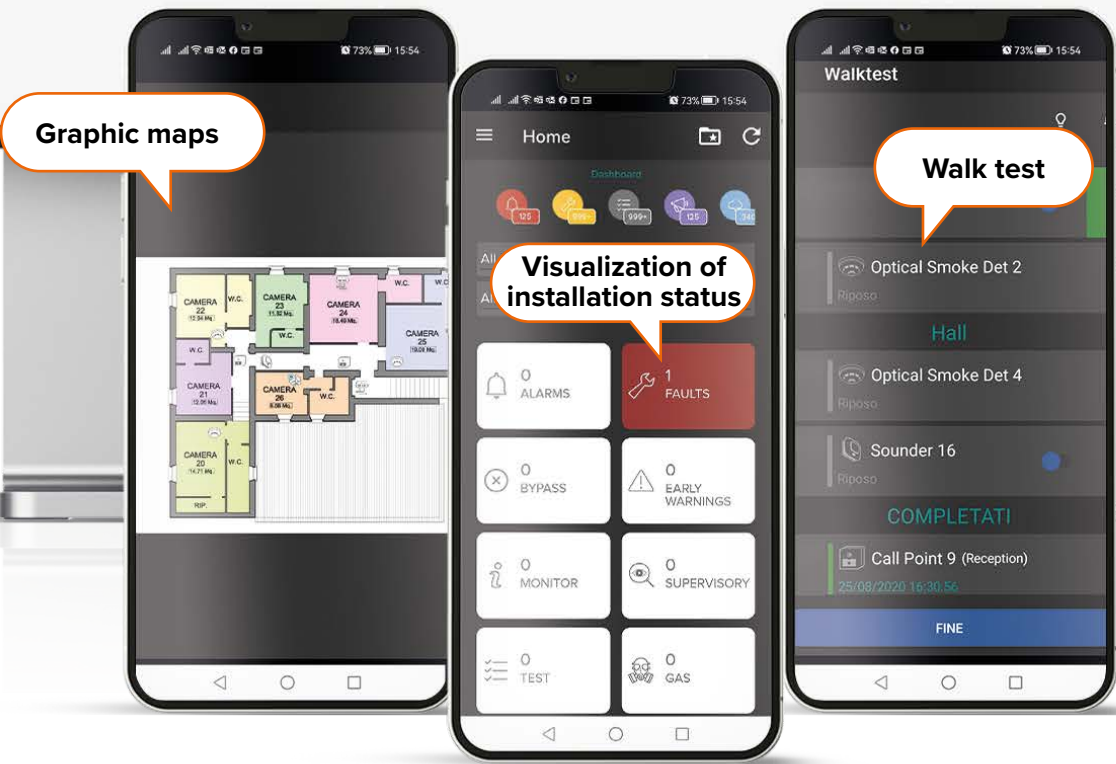 73% 15:54
Graphic maps
CAMERA
22
W.C.
CAMERA
23
W.C.
CAMERA
24
W.C.
CAMERA
25
W.C.
CAMERA
21
CAMERA
26
W.C.
CAMERA
20
W.C.
RIP.
73% 15:54
Home
Dashboard
125
999+
125
Visualization of
installation status
0
ALARMS
1
FAULTS
0
BYPASS
0
EARLY
WARNINGS
0
MONITOR
0
SUPERVISORY
0
TEST
0
GAS
73% 15:54
Walktest
Walk test
Optical Smoke Det 2
Riposo
Hall
Optical Smoke Det 4
Riposo
Sounder 16
Riposo
COMPLETATI
Call Point 9 (Reception)
25/08/2020 16:30:56
FINE